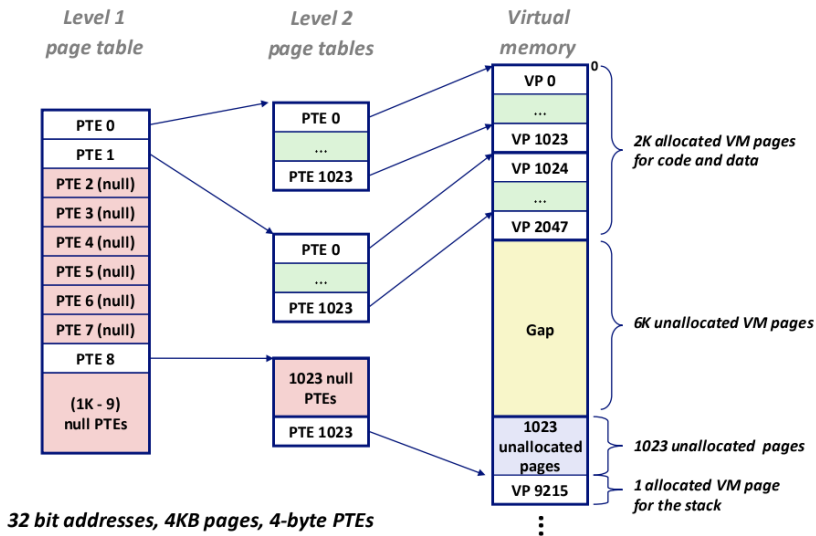 Level 1
page table
Level 2
page tables
Virtual
memory
PTE 0
PTE 1
PTE 2 (null)
PTE 3 (null)
PTE 4 (null)
PTE 5 (null)
PTE 6 (null)
PTE 7 (null)
PTE 8
(1K - 9)
null PTEs
PTE 0
...
PTE 1023
PTE 0
...
PTE 1023
1023 null
PTEs
PTE 1023
0
VP 0
...
VP 1023
VP 1024
...
VP 2047
Gap
1023
unallocated
pages
VP 9215
2K allocated VM pages
for code and data
6K unallocated VM pages
1023 unallocated pages
1 allocated VM page
for the stack
32 bit addresses, 4KB pages, 4-byte PTEs